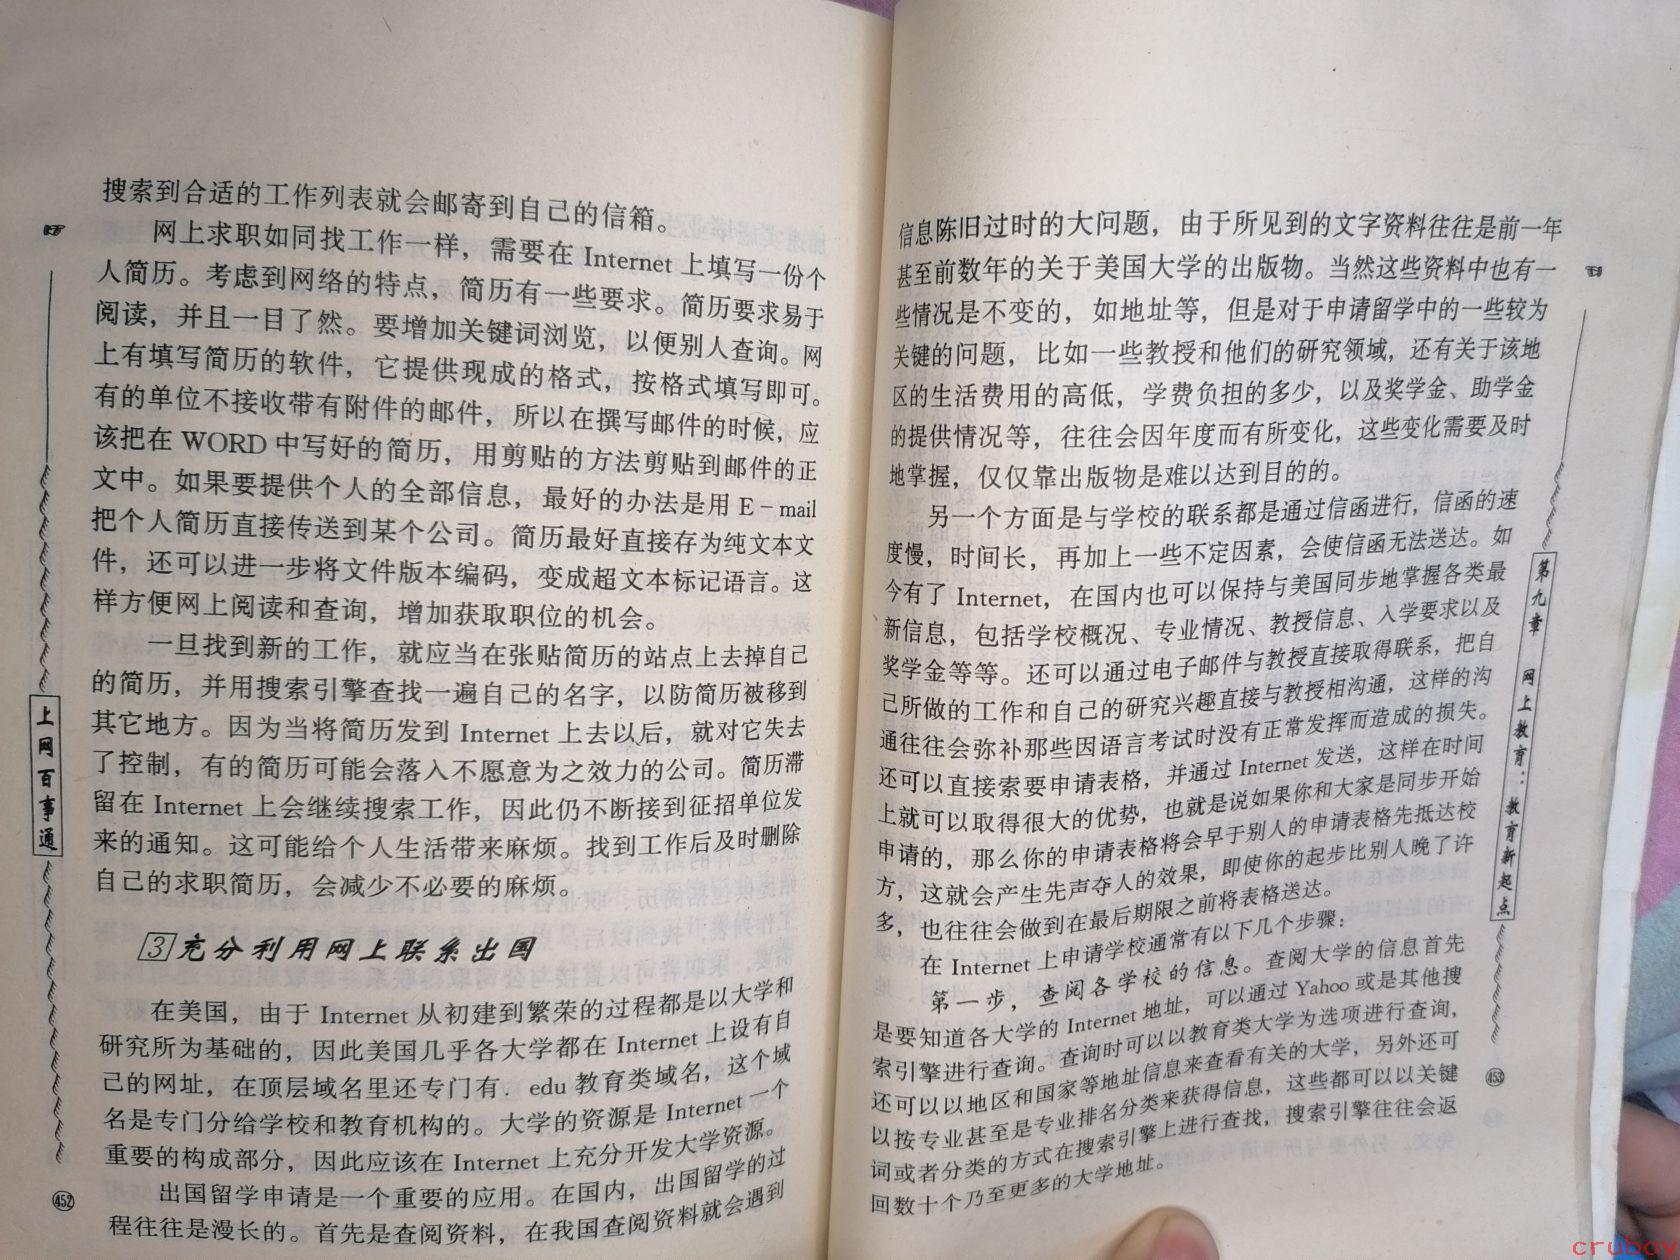 搜索到合适的工作列表就会邮寄到自己的信箱。
网上求职如同找工作一样，需要在 Internet 上填写一份个
人简历。考虑到网络的特点，简历有一些要求。简历要求易于
阅读，并且一目了然。要增加关键词浏览，以便别人查询。网
上有填写简历的软件，它提供现成的格式，按格式填写即可。
有的单位不接收带有附件的邮件，所以在撰写邮件的时候，应
该把在 WORD 中写好的简历，用剪贴的方法剪贴到邮件的正
文中。如果要提供个人的全部信息，最好的办法是用 E－mail
把个人简历直接传送到某个公司。简历最好直接存为纯文本文
件，还可以进一步将文件版本编码，变成超文本标记语言。这
样方便网上阅读和查询，增加获取职位的机会。
一旦找到新的工作，就应当在张贴简历的站点上去掉自己
的简历，并用搜索引擎查找一遍自己的名字，以防简历被移到
其它地方。因为当将简历发到 Internet 上去以后，就对它失去
了控制，有的简历可能会落入不愿意为之效力的公司。简历滞
留在 Internet 上会继续搜索工作，因此仍不断接到征招单位发
来的通知。这可能给个人生活带来麻烦。找到工作后及时删除
自己的求职简历，会减少不必要的麻烦。
3 充分利用网上联系出国
在美国，由于 Internet 从初建到繁荣的过程都是以大学和
研究所为基础的，因此美国几乎各大学都在 Internet 上设有自
己的网址，在顶层域名里还专门有．edu 教育类域名，这个域
名是专门分给学校和教育机构的。大学的资源是 Internet 一个
重要的构成部分，因此应该在 Internet 上充分开发大学资源。
出国留学申请是一个重要的应用。在国内，出国留学的过
程往往是漫长的。首先是查阅资料，在我国查阅资料就会遇到
上网百事通
452
信息陈旧过时的大问题，由于所见到的文字资料往往是前一年
甚至前数年的关于美国大学的出版物。当然这些资料中也有一
些情况是不变的，如地址等，但是对于申请留学中的一些较为
关键的问题，比如一些教授和他们的研究领域，还有关于该地
区的生活费用的高低，学费负担的多少，以及奖学金、助学金
的提供情况等，往往会因年度而有所变化，这些变化需要及时
地掌握，仅仅靠出版物是难以达到目的的。
另一个方面是与学校的联系都是通过信函进行，信函的速
度慢，时间长，再加上一些不定因素，会使信函无法送达。如
今有了 Internet，在国内也可以保持与美国同步地掌握各类最
新信息，包括学校概况、专业情况、教授信息、入学要求以及
奖学金等等。还可以通过电子邮件与教授直接取得联系，把自
己所做的工作和自己的研究兴趣直接与教授相沟通，这样的沟
通往往会弥补那些因语言考试时没有正常发挥而造成的损失。
还可以直接索要申请表格，并通过 Internet 发送，这样在时间
上就可以取得很大的优势，也就是说如果你和大家是同步开始
申请的，那么你的申请表格将会早于别人的申请表格先抵达校
方，这就会产生先声夺人的效果，即使你的起步比别人晚了许
多，也往往会做到在最后期限之前将表格送达。
在 Internet 上申请学校通常有以下几个步骤：
第一步，查阅各学校的信息。查阅大学的信息首先
是要知道各大学的 Internet 地址，可以通过 Yahoo 或是其他搜
索引擎进行查询。查询时可以以教育类大学为选项进行查询，
还可以以地区和国家等地址信息来查看有关的大学，另外还可
以按专业甚至是专业排名分类来获得信息，这些都可以以关键
词或者分类的方式在搜索引擎上进行查找，搜索引擎往往会返
回数十个乃至更多的大学地址。
第九章 网上教育：教育新起点
453
cruboy